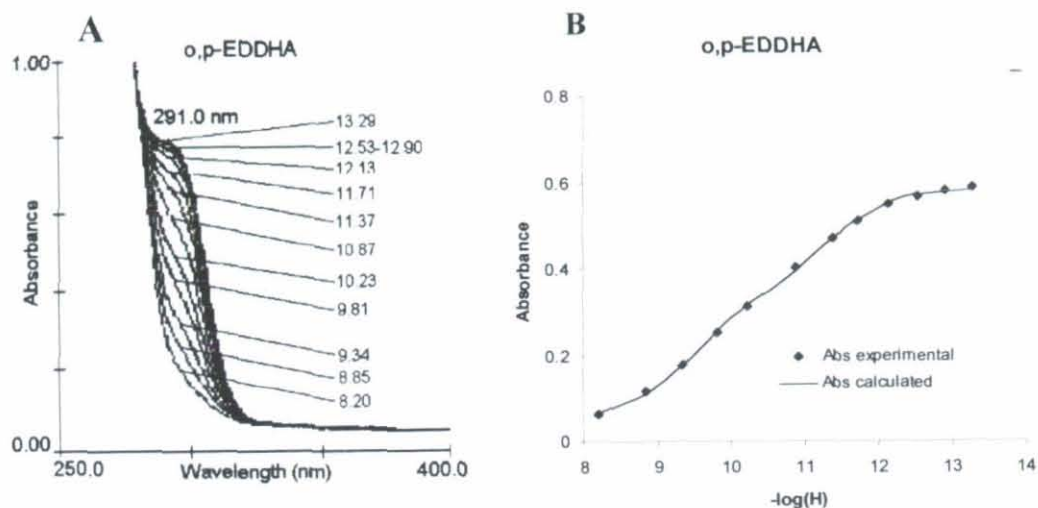 A
o,p-EDDHA
1.00
291.0 nm
13.29
12.53-12.90
12.13
11.71
11.37
10.87
10.23
9.81
9.34
8.85
8.20
Absorbance
0.00
250.0
Wavelength (nm)
400.0
B
o,p-EDDHA
0.8
0.6
0.4
0.2
0
Absorbance
Abs experimental
Abs calculated
8
9
10
11
12
13
14
-log(H)